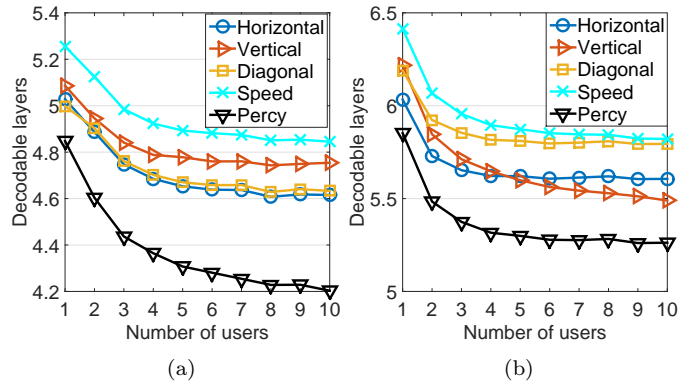 5.4
5.2
5
4.8
4.6
4.4
4.2
Decodable layers
Horizontal
Vertical
Diagonal
Speed
Percy
1 2 3 4 5 6 7 8 9 10
Number of users
(a)
6.5
6
5.5
5
Decodable layers
Horizontal
Vertical
Diagonal
Speed
Percy
1 2 3 4 5 6 7 8 9 10
Number of users
(b)